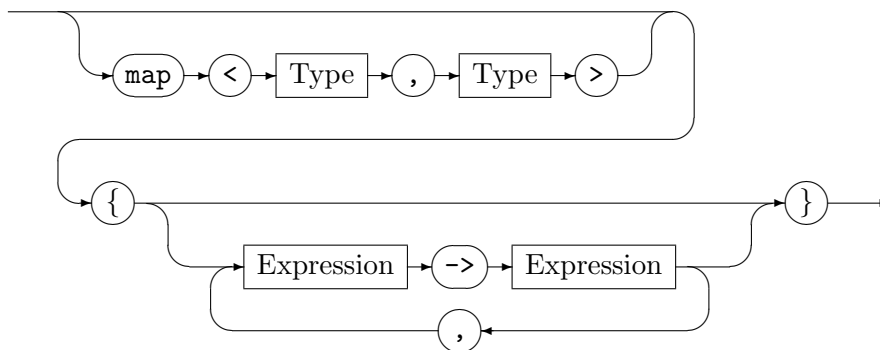 map < Type , Type >
{ }
Expression -> Expression
,